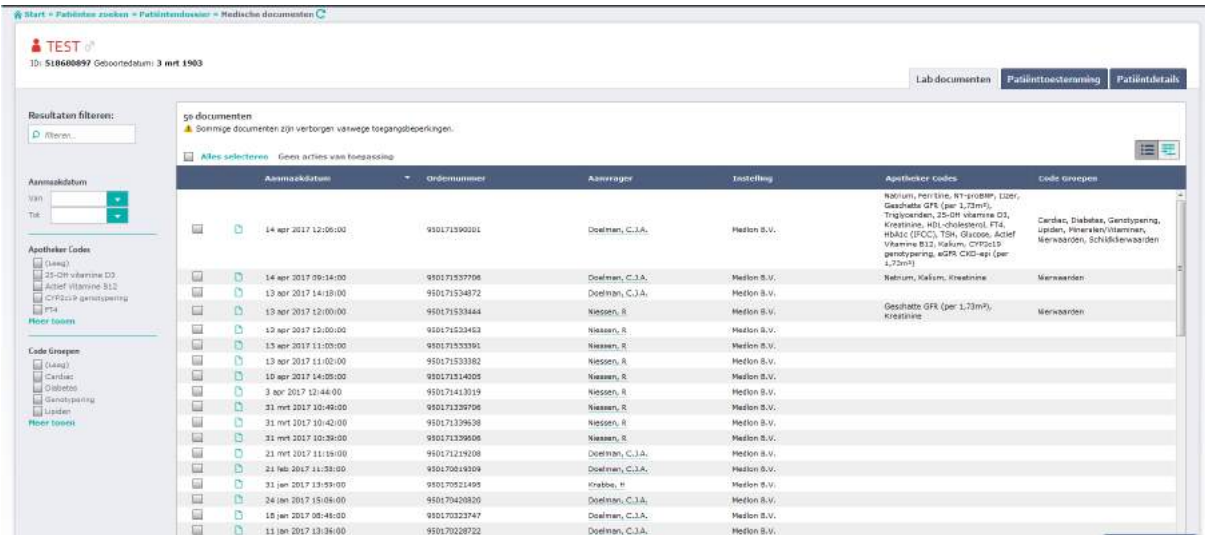 Start » Patiënten zoeken » Patiëntendossier » Medische documenten
TEST
ID: 518680897 Geboortedatum: 3 mrt 1903
Lab documenten Patiënttoestemming Patiëntdetails
Resultaten filteren:
filteren..
Aanmaakdatum
Van
Tot
Apotheker Codes
(Leeg)
25-OH vitamine D3
Actief Vitamine B12
CYP2c19 genotypering
FT4
Meer tonen
Code Groepen
(Leeg)
Cardiac
Diabetes
Genotypering
Lipiden
Meer tonen
50 documenten
Sommige documenten zijn verborgen vanwege toegangsbeperkingen.
Alles selecteren Geen acties van toepassing
Aanmaakdatum Ordernummer Aanvrager Instelling Apotheker Codes Code Groepen
Natrium, Ferritine, NT-proBNP, IJzer,
Geschatte GFR (per 1,73m²),
Triglyceriden, 25-OH vitamine D3,
Kreatinine, HDL-cholesterol, FT4,
HbA1c (IFCC), TSH, Glucose, Actief
Vitamine B12, Kalium, CYP2c19
genotypering, eGFR CKD-epi (per
1,73m²)
Cardiac, Diabetes, Genotypering,
Lipiden, Mineralen/Vitaminen,
Nierwaarden, Schildklierwaarden
14 apr 2017 12:06:00 Doelman, C.J.A. Medlon B.V.
14 apr 2017 09:14:00 950171537706 Doelman, C.J.A. Medlon B.V. Natrium, Kalium, Kreatinine Nierwaarden
13 apr 2017 14:18:00 950171534872 Doelman, C.J.A. Medlon B.V.
13 apr 2017 12:00:00 950171533444 Niessen, R Medlon B.V. Geschatte GFR (per 1,73m²), Kreatinine Nierwaarden
13 apr 2017 12:00:00 950171533453 Niessen, R Medlon B.V.
13 apr 2017 11:03:00 950171533391 Niessen, R Medlon B.V.
13 apr 2017 11:02:00 950171533382 Niessen, R Medlon B.V.
10 apr 2017 14:05:00 950171514005 Niessen, R Medlon B.V.
3 apr 2017 12:44:00 950171413019 Niessen, R Medlon B.V.
31 mrt 2017 10:49:00 950171339706 Niessen, R Medlon B.V.
31 mrt 2017 10:42:00 950171339638 Niessen, R Medlon B.V.
31 mrt 2017 10:39:00 950171339606 Niessen, R Medlon B.V.
21 mrt 2017 11:16:00 950171219208 Doelman, C.J.A. Medlon B.V.
21 feb 2017 11:58:00 950170819309 Doelman, C.J.A. Medlon B.V.
31 jan 2017 13:59:00 950170521495 Krabbe, H Medlon B.V.
24 jan 2017 15:06:00 950170420820 Doelman, C.J.A. Medlon B.V.
18 jan 2017 08:46:00 950170323747 Doelman, C.J.A. Medlon B.V.
11 jan 2017 13:36:00 950170228722 Doelman, C.J.A. Medlon B.V.